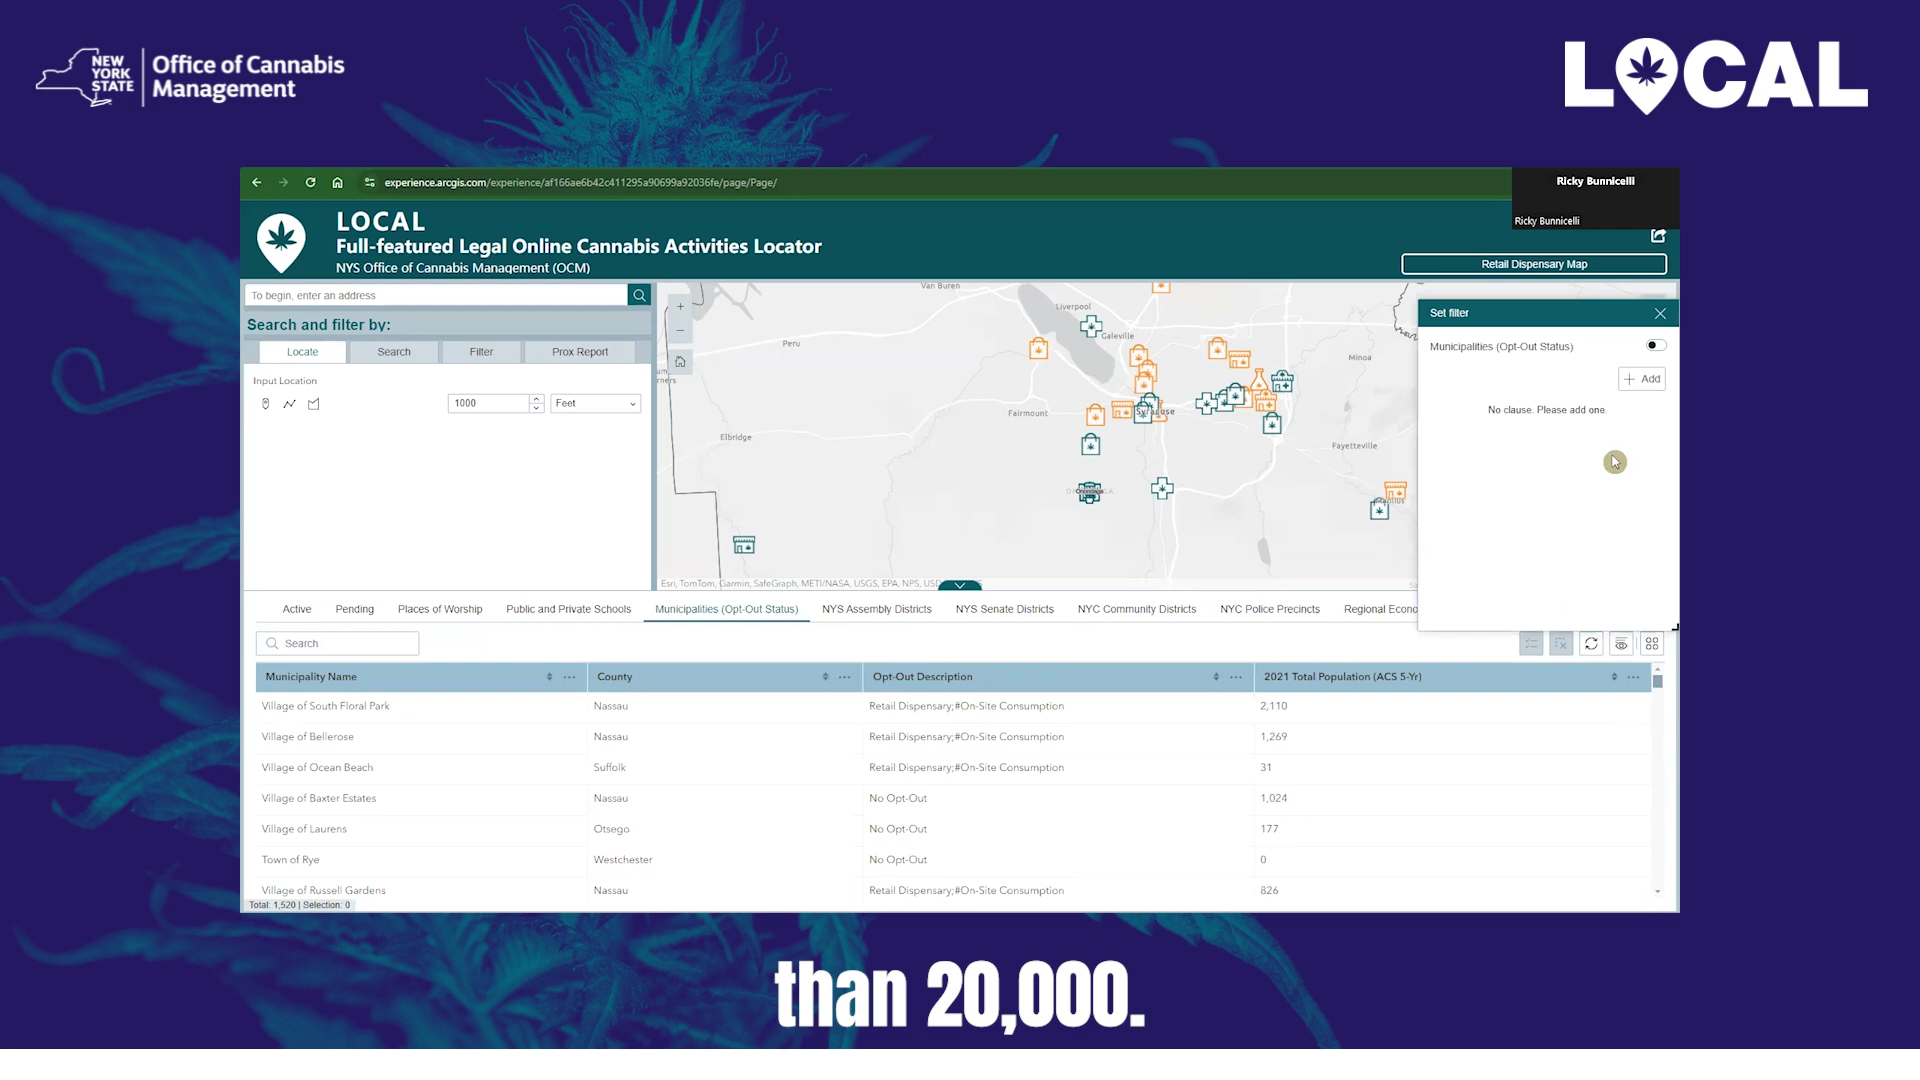 NEW
YORK
STATE
Office of Cannabis
Management
LOCAL
experience.arcgis.com/experience/af166ae6b42c411295a90699a92036fe/page/Page/
Ricky Bunnicelli
Ricky Bunnicelli
LOCAL
Full-featured Legal Online Cannabis Activities Locator
NYS Office of Cannabis Management (OCM)
Retail Dispensary Map
To begin, enter an address
Search and filter by:
Locate Search Filter Prox Report
Input Location
1000 Feet
Van Buren
Liverpool
Galeville
Peru
Minoa
Fairmount
Syracuse
Elbridge
Fayetteville
Onondaga
Esri, TomTom, Garmin, SafeGraph, METI/NASA, USGS, EPA, NPS,
Set filter
Municipalities (Opt-Out Status)
+ Add
No clause. Please add one.
Active Pending Places of Worship Public and Private Schools Municipalities (Opt-Out Status) NYS Assembly Districts NYS Senate Districts NYC Community Districts NYC Police Precincts Regional Econo
Search
Municipality Name County Opt-Out Description 2021 Total Population (ACS 5-Yr)
Village of South Floral Park Nassau Retail Dispensary;#On-Site Consumption 2,110
Village of Bellerose Nassau Retail Dispensary;#On-Site Consumption 1,269
Village of Ocean Beach Suffolk Retail Dispensary;#On-Site Consumption 31
Village of Baxter Estates Nassau No Opt-Out 1,024
Village of Laurens Otsego No Opt-Out 177
Town of Rye Westchester No Opt-Out 0
Village of Russell Gardens Nassau Retail Dispensary;#On-Site Consumption 826
Total: 1,520 | Selection: 0
than 20,000.